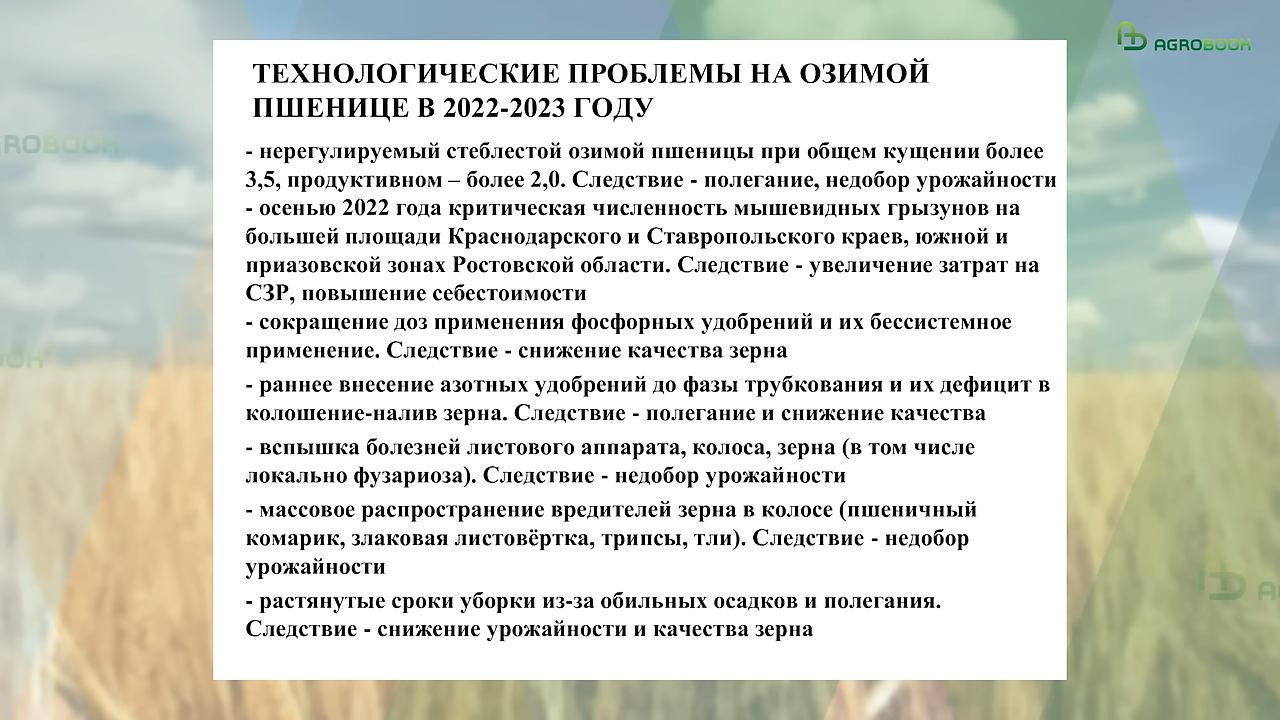 AGROBOOK
ТЕХНОЛОГИЧЕСКИЕ ПРОБЛЕМЫ НА ОЗИМОЙ
ПШЕНИЦЕ В 2022-2023 ГОДУ
- нерегулируемый стеблестой озимой пшеницы при общем кущении более
3,5, продуктивном – более 2,0. Следствие - полегание, недобор урожайности
- осенью 2022 года критическая численность мышевидных грызунов на
большей площади Краснодарского и Ставропольского краев, южной и
приазовской зонах Ростовской области. Следствие - увеличение затрат на
СЗР, повышение себестоимости
- сокращение доз применения фосфорных удобрений и их бессистемное
применение. Следствие - снижение качества зерна
- раннее внесение азотных удобрений до фазы трубкования и их дефицит в
колошение-налив зерна. Следствие - полегание и снижение качества
- вспышка болезней листового аппарата, колоса, зерна (в том числе
локально фузариоза). Следствие - недобор урожайности
- массовое распространение вредителей зерна в колосе (пшеничный
комарик, злаковая листовёртка, трипсы, тли). Следствие - недобор
урожайности
- растянутые сроки уборки из-за обильных осадков и полегания.
Следствие - снижение урожайности и качества зерна